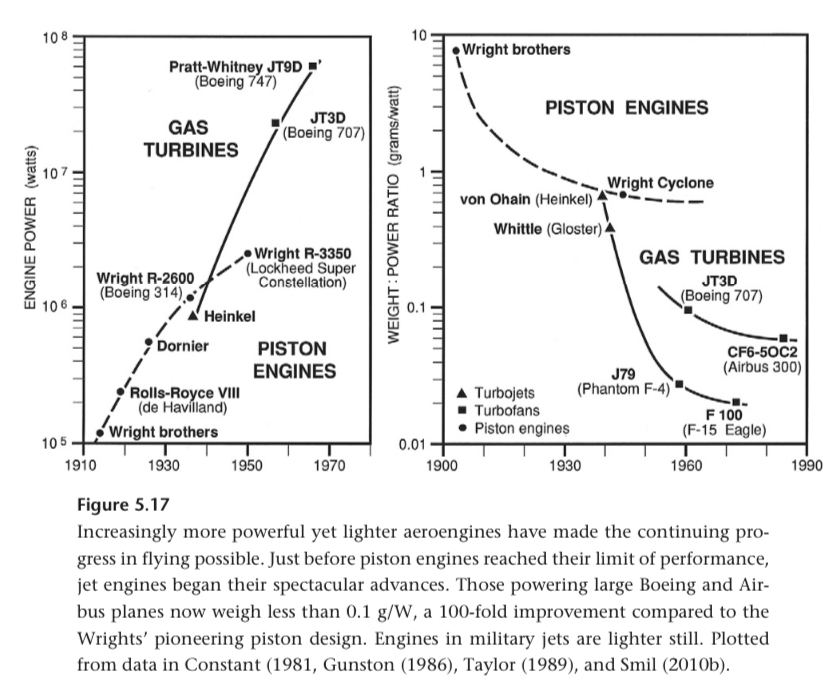 10⁸
10⁷
10⁶
10⁵
ENGINE POWER (watts)
Pratt-Whitney JT9D
(Boeing 747)
GAS
TURBINES
JT3D
(Boeing 707)
Wright R-3350
(Lockheed Super
Constellation)
Wright R-2600
(Boeing 314)
Heinkel
Dornier
PISTON
ENGINES
Rolls-Royce VIII
(de Havilland)
Wright brothers
1910
1930
1950
1970
10
1
0.1
0.01
WEIGHT: POWER RATIO (grams/watt)
Wright brothers
PISTON ENGINES
Wright Cyclone
von Ohain (Heinkel)
Whittle (Gloster)
GAS TURBINES
JT3D
(Boeing 707)
CF6-5OC2
(Airbus 300)
J79
(Phantom F-4)
F 100
(F-15 Eagle)
Turbojets
Turbofans
Piston engines
1900
1930
1960
1990
Figure 5.17
Increasingly more powerful yet lighter aeroengines have made the continuing pro-
gress in flying possible. Just before piston engines reached their limit of performance,
jet engines began their spectacular advances. Those powering large Boeing and Air-
bus planes now weigh less than 0.1 g/W, a 100-fold improvement compared to the
Wrights’ pioneering piston design. Engines in military jets are lighter still. Plotted
from data in Constant (1981, Gunston (1986), Taylor (1989), and Smil (2010b).